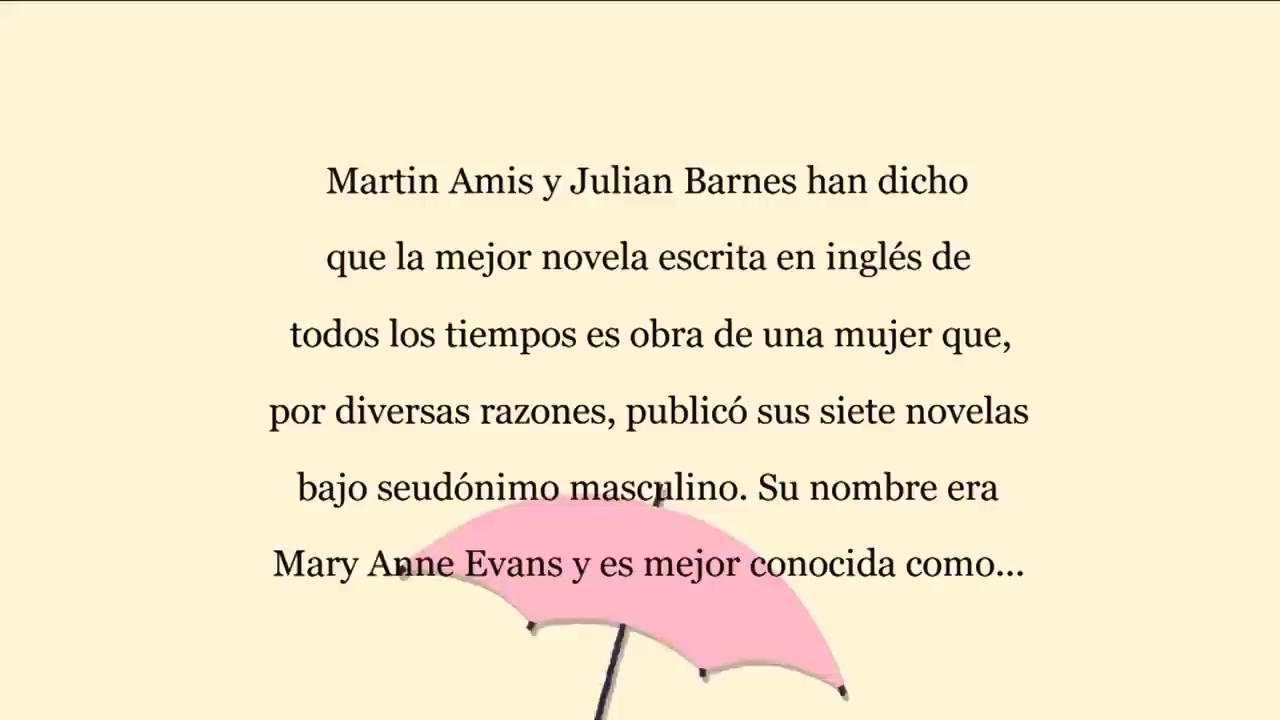 Martin Amis y Julian Barnes han dicho
que la mejor novela escrita en inglés de
todos los tiempos es obra de una mujer que,
por diversas razones, publicó sus siete novelas
bajo seudónimo masculino. Su nombre era
Mary Anne Evans y es mejor conocida como...